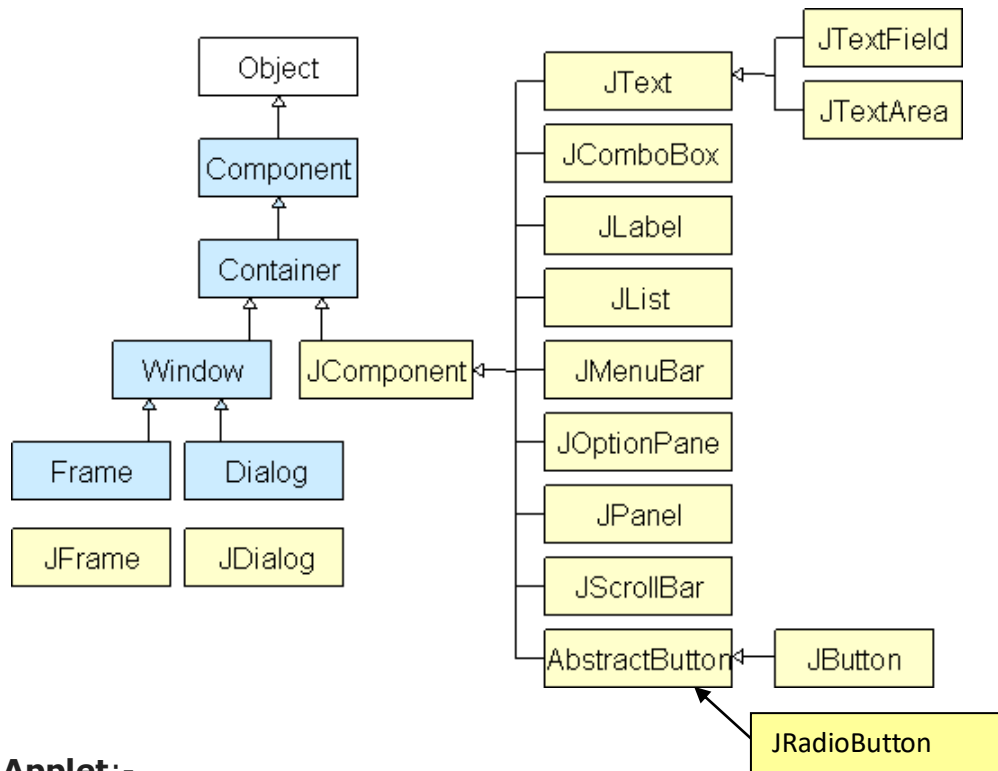 Object
Component
Container
Window
JComponent
Frame
Dialog
JFrame
JDialog
JText
JTextField
JTextArea
JComboBox
JLabel
JList
JMenuBar
JOptionPane
JPanel
JScrollBar
AbstractButton
JButton
JRadioButton
Applet:-